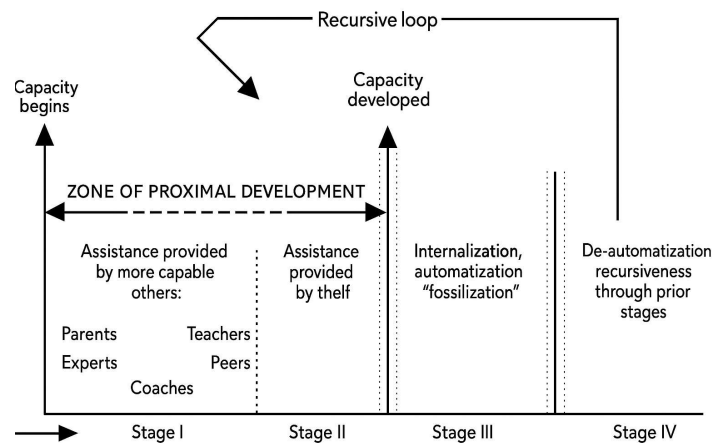 Recursive loop
Capacity
begins
Capacity
developed
ZONE OF PROXIMAL DEVELOPMENT
Assistance provided
by more capable
others:
Parents
Teachers
Experts
Peers
Coaches
Assistance
provided
by thelf
Internalization,
automatization
“fossilization”
De-automatization
recursiveness
through prior
stages
Stage I
Stage II
Stage III
Stage IV